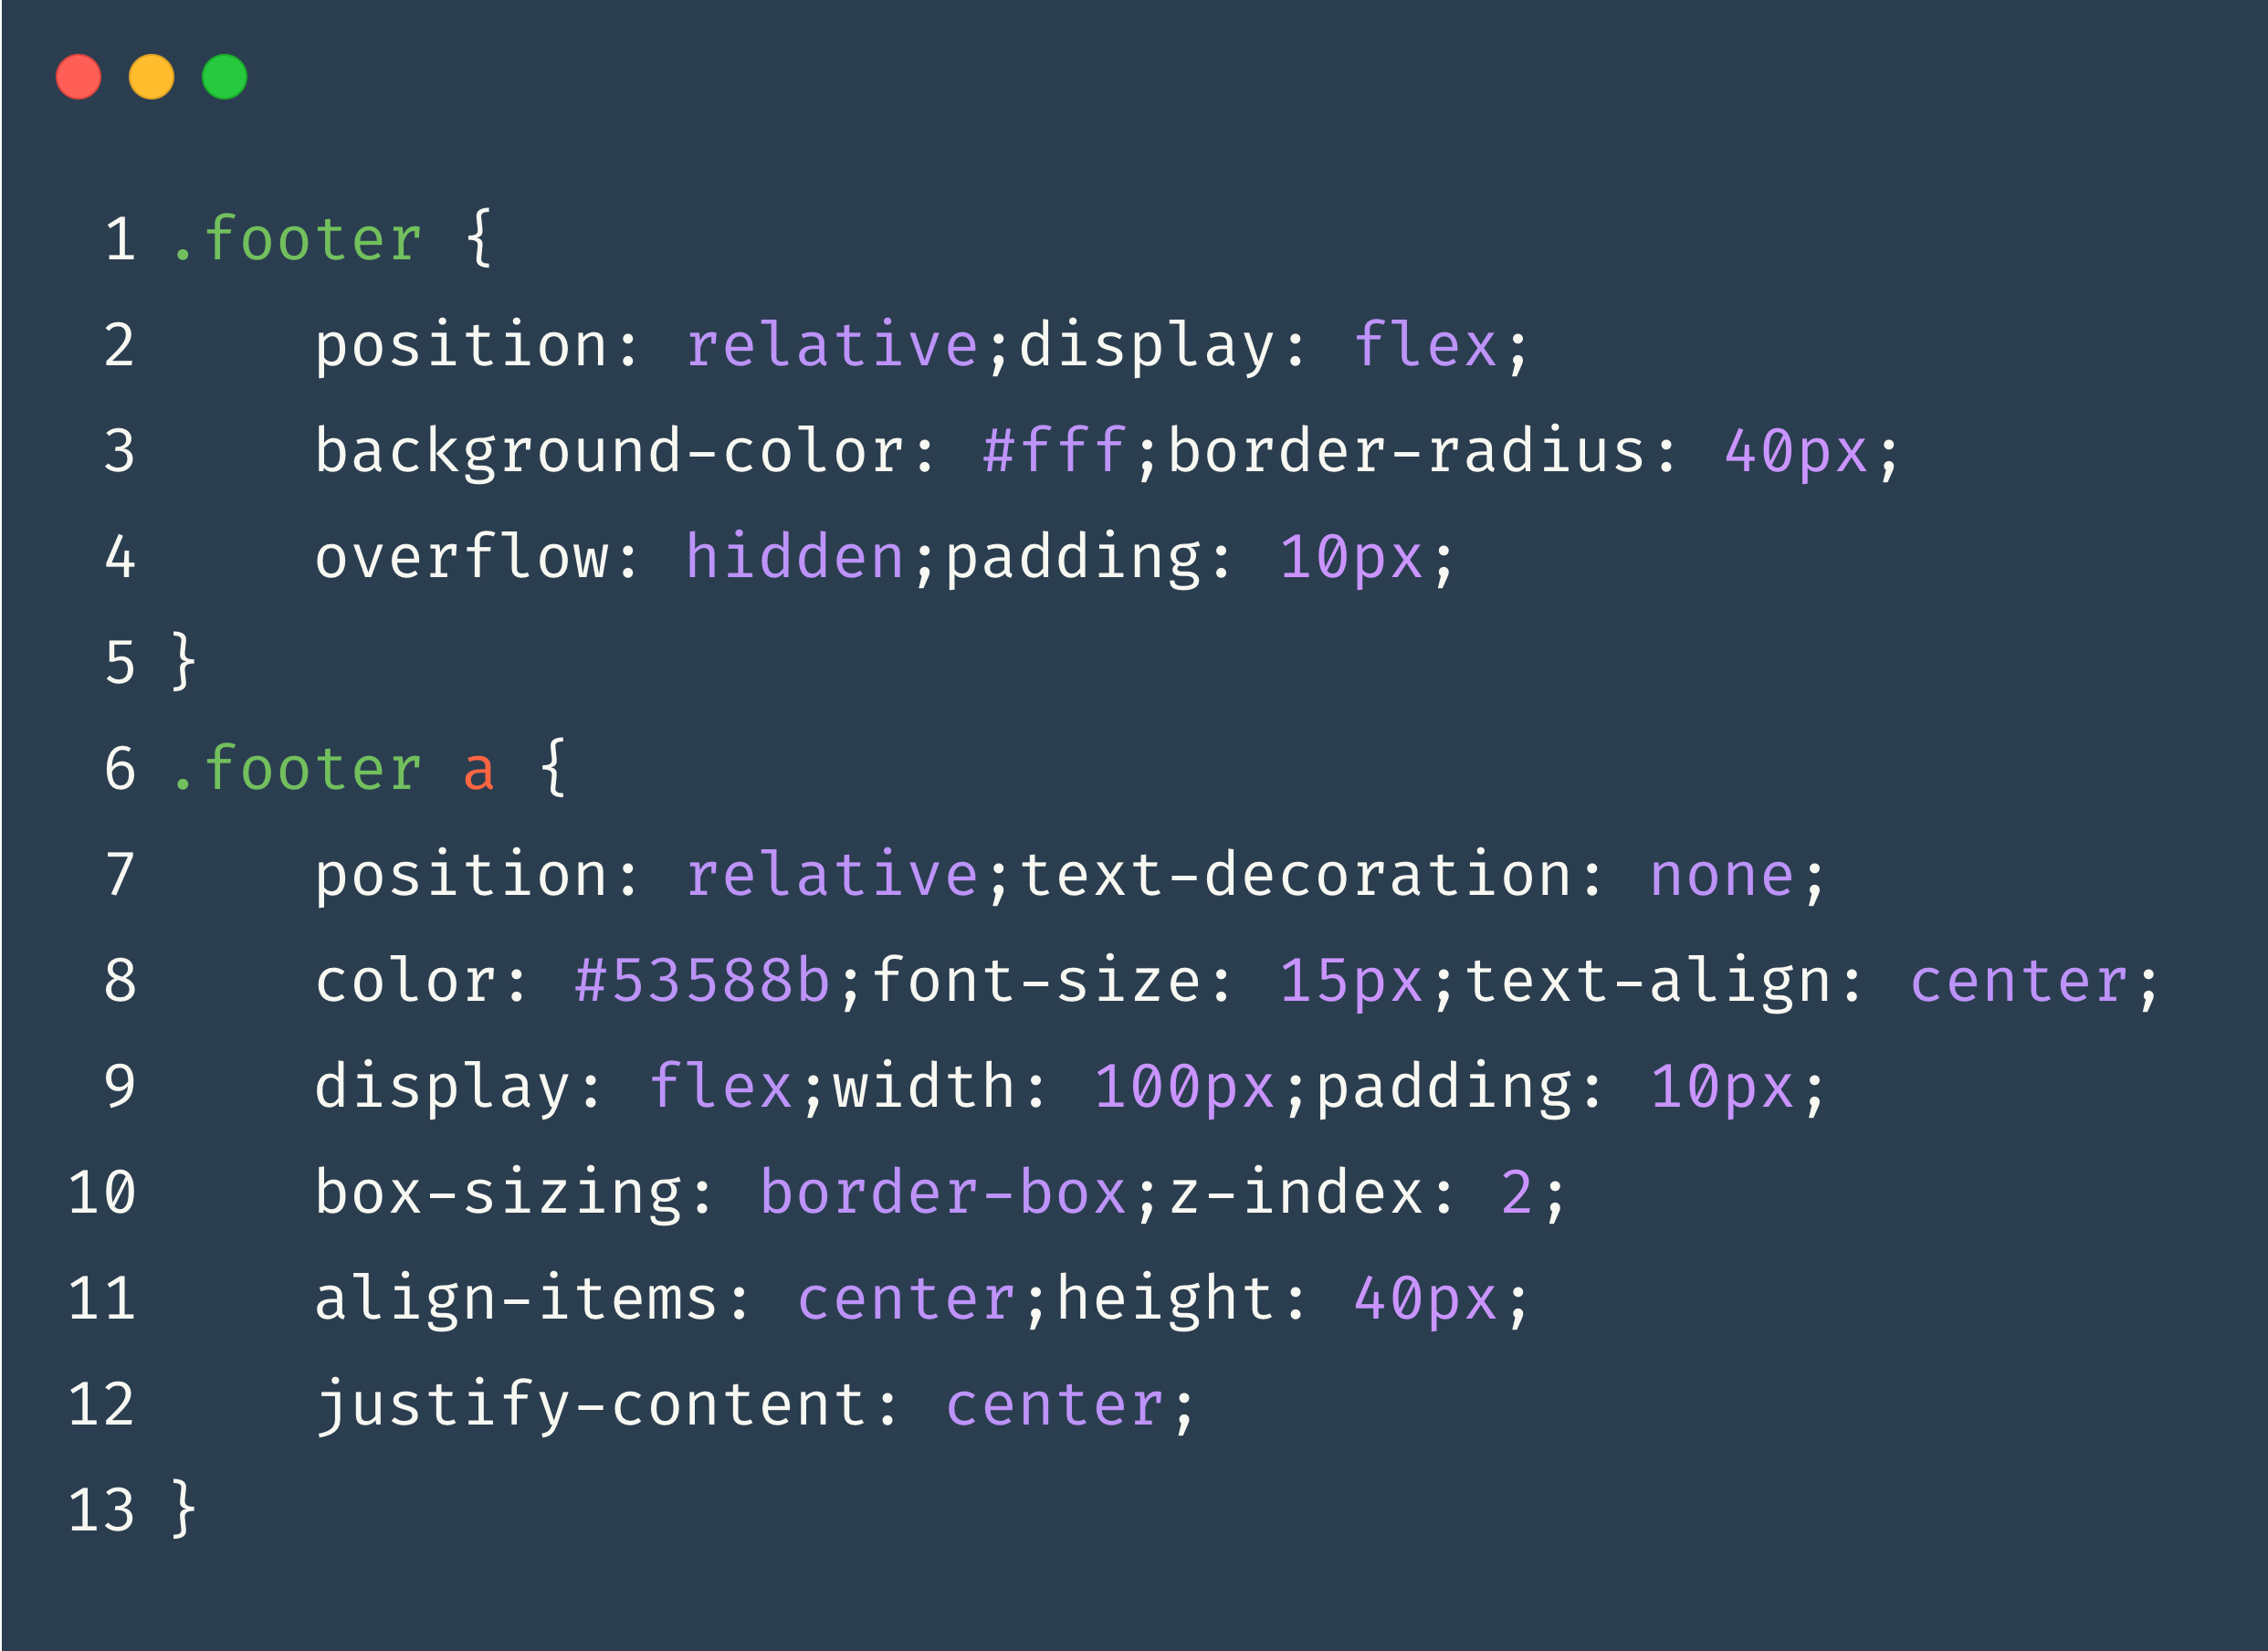 1 .footer {
2     position: relative;display: flex;
3     background-color: #fff;border-radius: 40px;
4     overflow: hidden;padding: 10px;
5 }
6 .footer a {
7     position: relative;text-decoration: none;
8     color: #53588b;font-size: 15px;text-align: center;
9     display: flex;width: 100px;padding: 10px;
10     box-sizing: border-box;z-index: 2;
11     align-items: center;height: 40px;
12     justify-content: center;
13 }